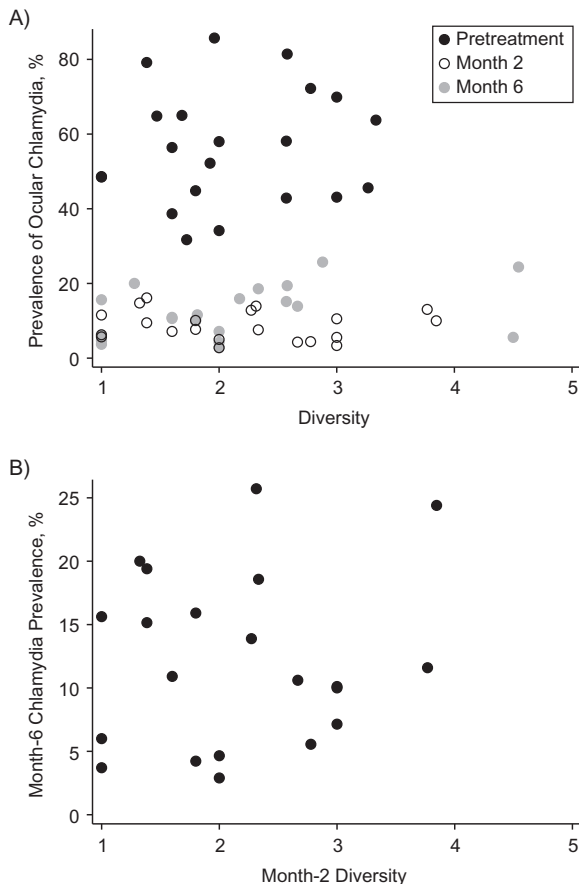 A)
Prevalence of Ocular Chlamydia, %
80
60
40
20
0
Pretreatment
Month 2
Month 6
1 2 3 4 5
Diversity
B)
Month-6 Chlamydia Prevalence, %
25
20
15
10
5
0
1 2 3 4 5
Month-2 Diversity